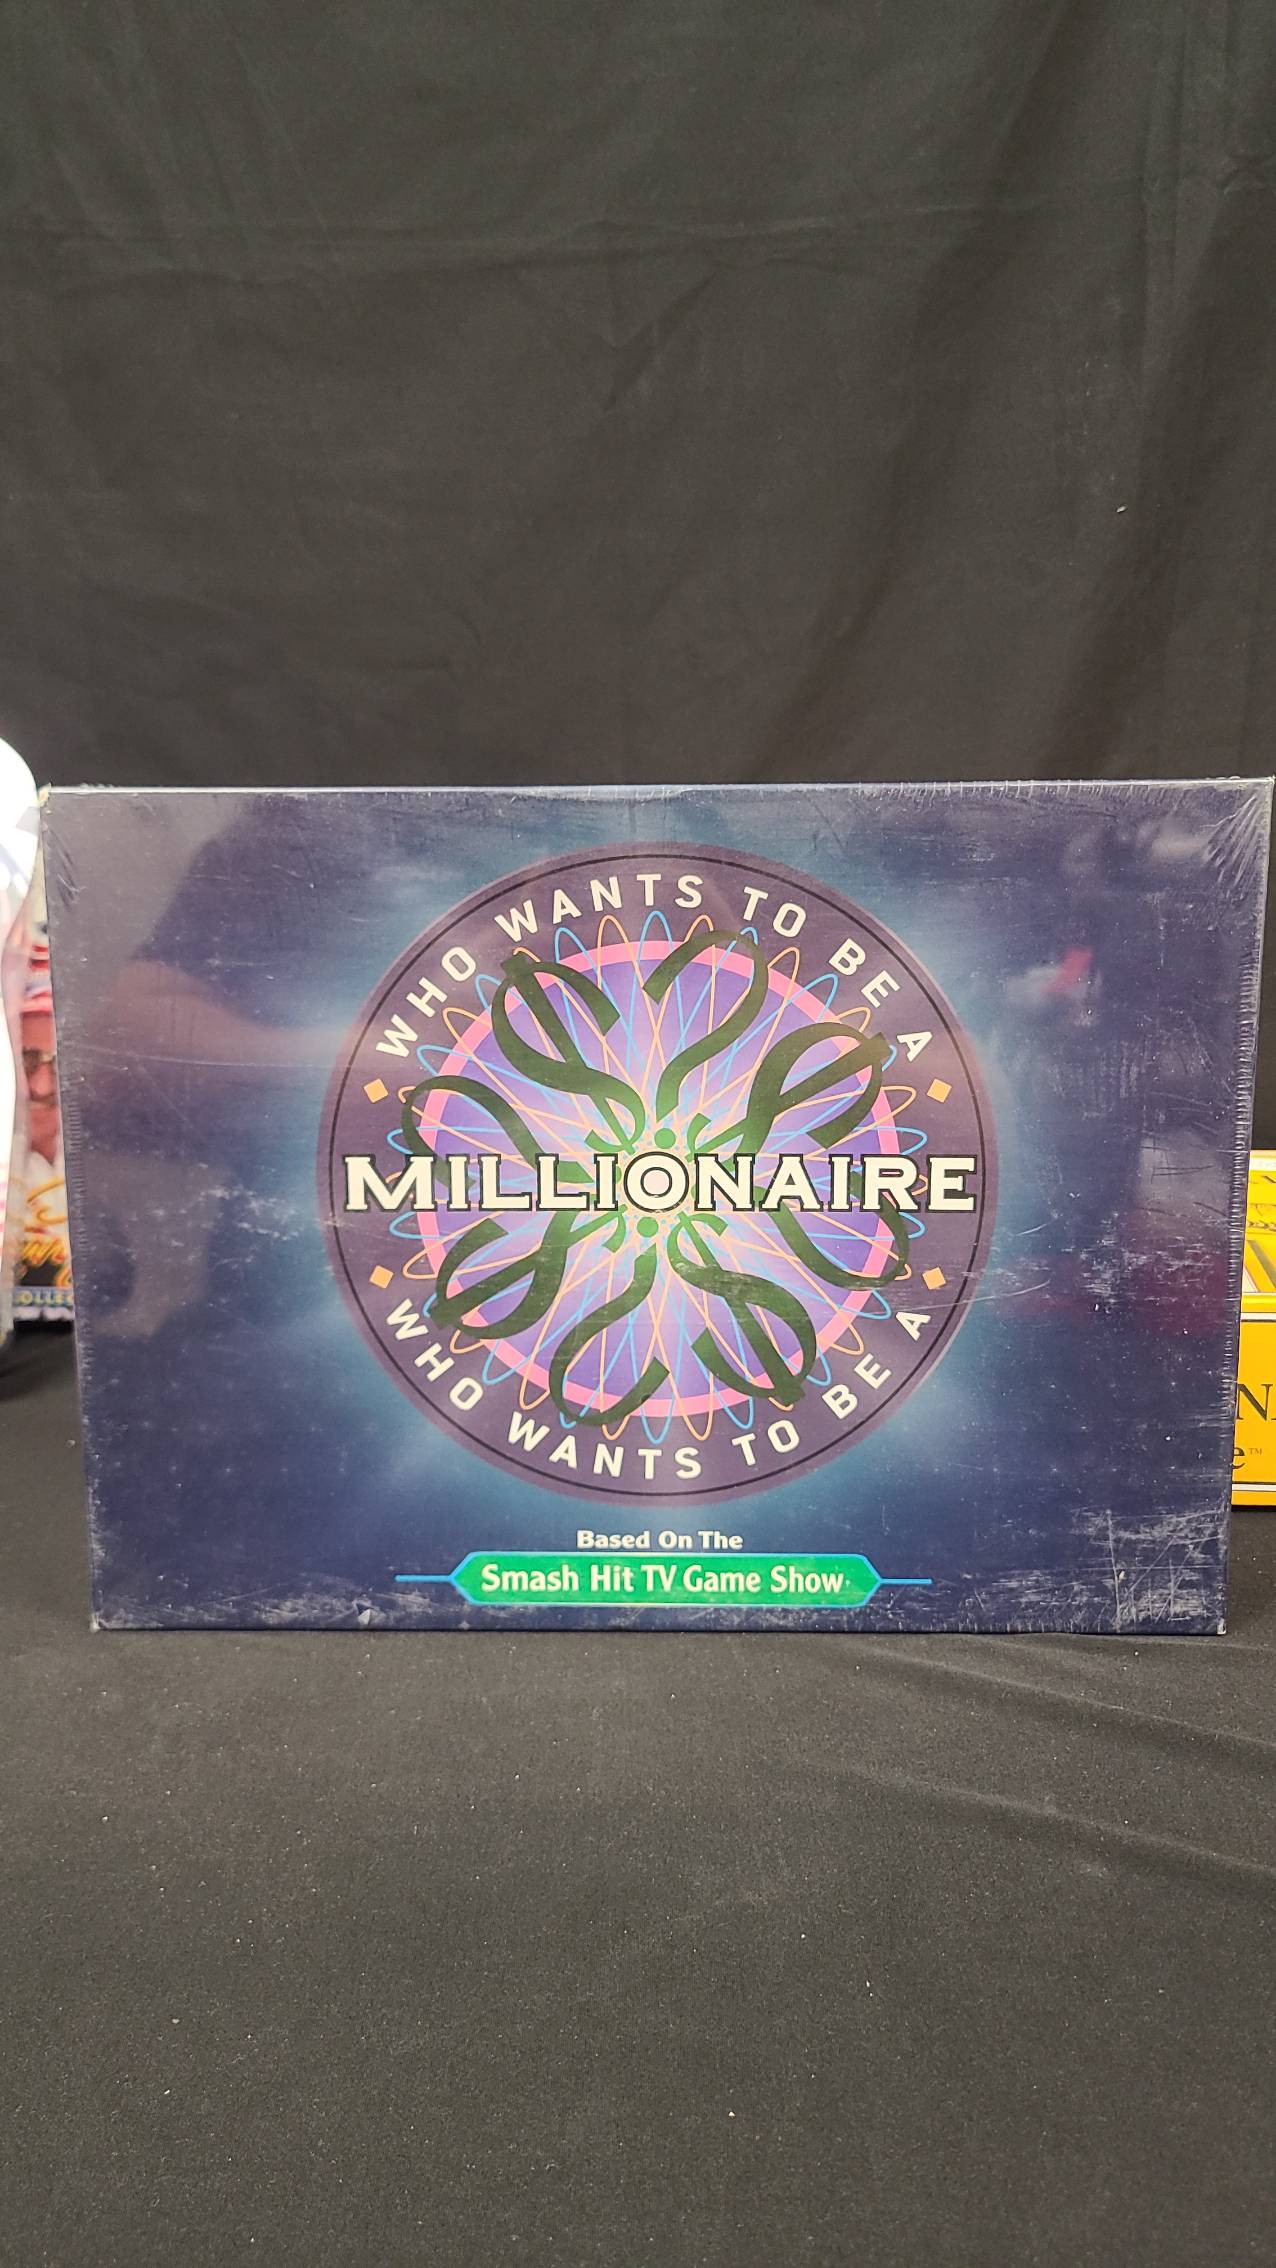 WHO WANTS TO BE A
MILLIONAIRE
WHO WANTS TO BE A
Based On The
Smash Hit TV Game Show